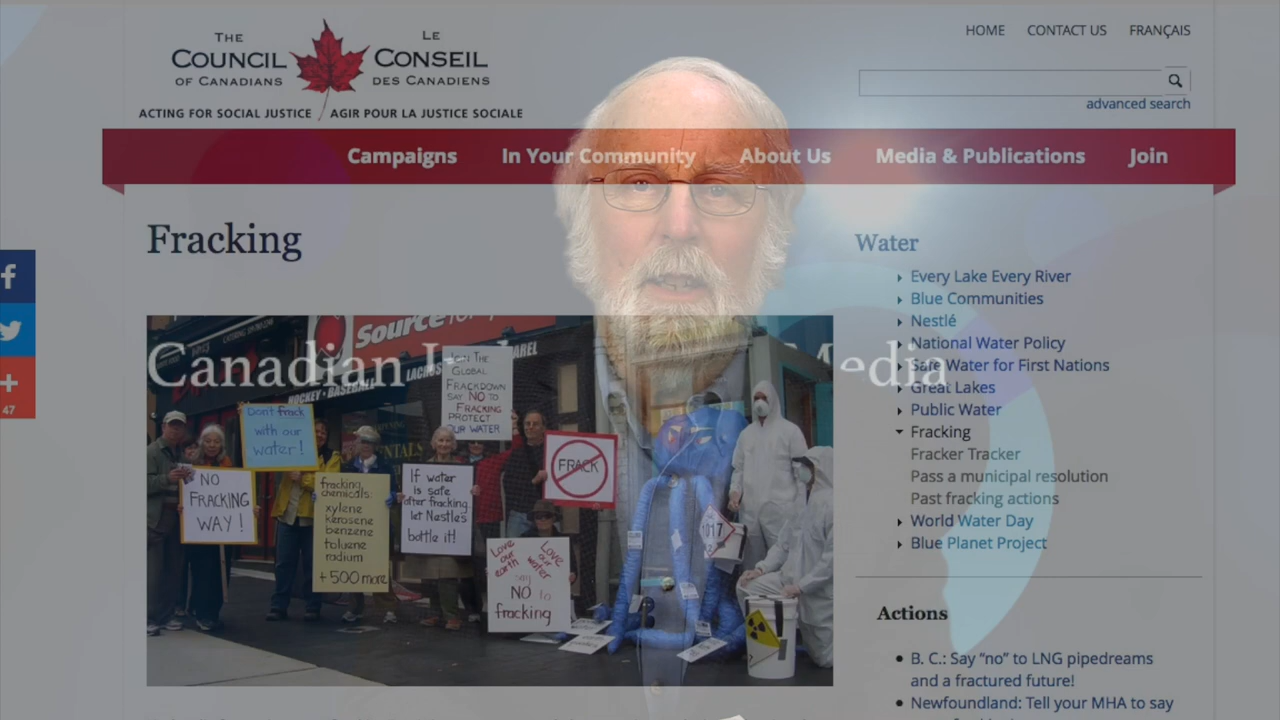 THE
COUNCIL
OF CANADIANS
LE
CONSEIL
DES CANADIENS
ACTING FOR SOCIAL JUSTICE
AGIR POUR LA JUSTICE SOCIALE
HOME CONTACT US FRANÇAIS
advanced search
Campaigns In Your Community About Us Media & Publications Join
Fracking
f
+
47
Source
HOCKEY • BASEBALL
LACROS
APPAREL
Canadian
Media
JOIN THE
GLOBAL
FRACKDOWN
SAY NO TO
FRACKING
PROTECT
OUR WATER
Don't frack
with our
water!
NO
FRACKING
WAY!
fracking
chemicals:
xylene
kerosene
benzene
toluene
radium
+500 more
If water
is safe
after fracking
let Nestles
bottle it!
FRACK
Love
our
earth
Love
our
water
say
NO to
fracking
1017
Water
Every Lake Every River
Blue Communities
Nestlé
National Water Policy
Safe Water for First Nations
Great Lakes
Public Water
Fracking
Fracker Tracker
Pass a municipal resolution
Past fracking actions
World Water Day
Blue Planet Project
Actions
B. C.: Say “no” to LNG pipedreams
and a fractured future!
Newfoundland: Tell your MHA to say